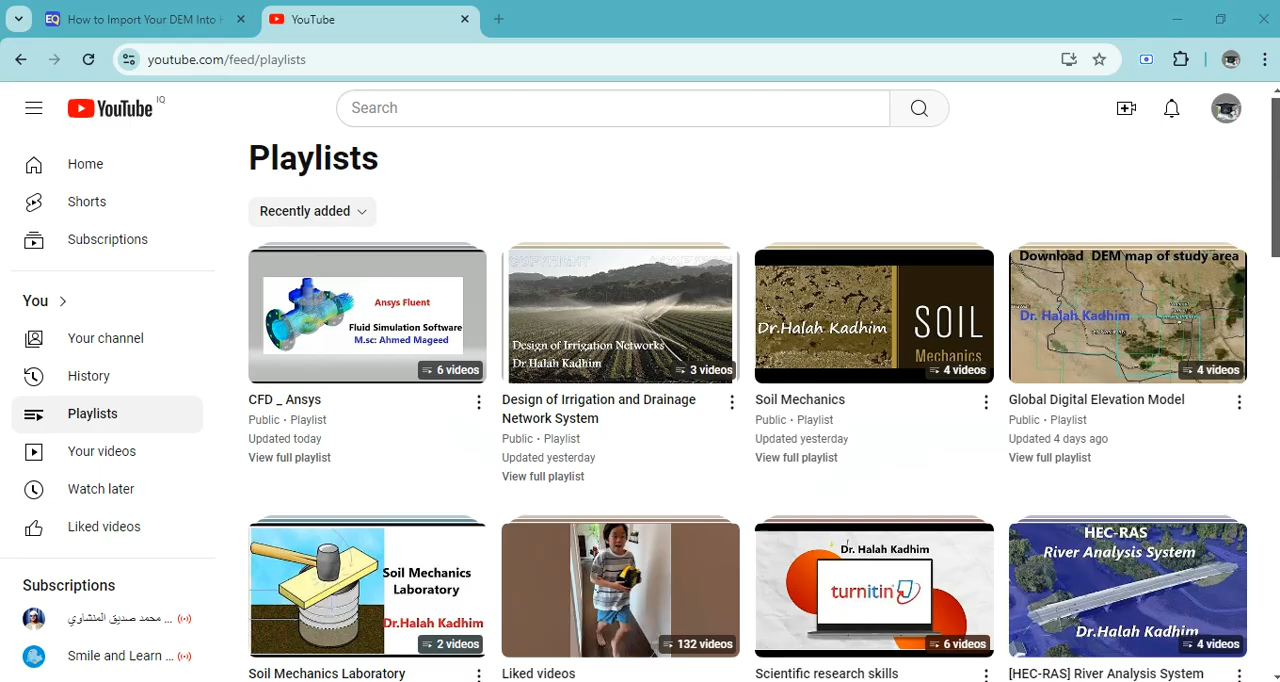 How to Import Your DEM Into
YouTube
youtube.com/feed/playlists
YouTube IQ
Search
Home
Shorts
Subscriptions
You
Your channel
History
Playlists
Your videos
Watch later
Liked videos
Subscriptions
محمد صديق المنشاوي ...
Smile and Learn ...
Playlists
Recently added
Ansys Fluent
Fluid Simulation Software
M.sc: Ahmed Mageed
6 videos
CFD _ Ansys
Public • Playlist
Updated today
View full playlist
COPYRIGHT
Design of Irrigation Networks
Dr.Halah Kadhim
3 videos
Design of Irrigation and Drainage
Network System
Public • Playlist
Updated yesterday
View full playlist
Dr.Halah Kadhim
SOIL
Mechanics
4 videos
Soil Mechanics
Public • Playlist
Updated yesterday
View full playlist
Download DEM map of study area
Dr. Halah Kadhim
4 videos
Global Digital Elevation Model
Public • Playlist
Updated 4 days ago
View full playlist
Soil Mechanics
Laboratory
Dr.Halah Kadhim
2 videos
Soil Mechanics Laboratory
132 videos
Liked videos
Dr. Halah Kadhim
turnitin
6 videos
Scientific research skills
HEC-RAS
River Analysis System
Dr.Halah Kadhim
4 videos
[HEC-RAS] River Analysis System